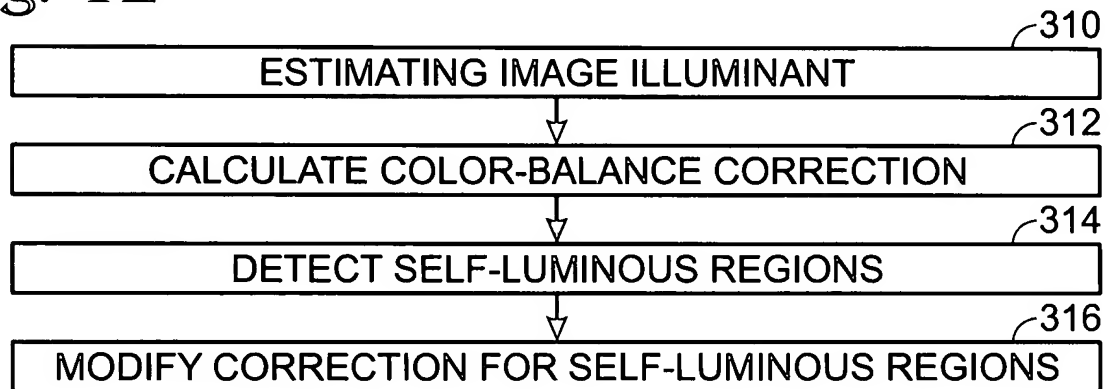 310
ESTIMATING IMAGE ILLUMINANT
312
CALCULATE COLOR-BALANCE CORRECTION
314
DETECT SELF-LUMINOUS REGIONS
316
MODIFY CORRECTION FOR SELF-LUMINOUS REGIONS